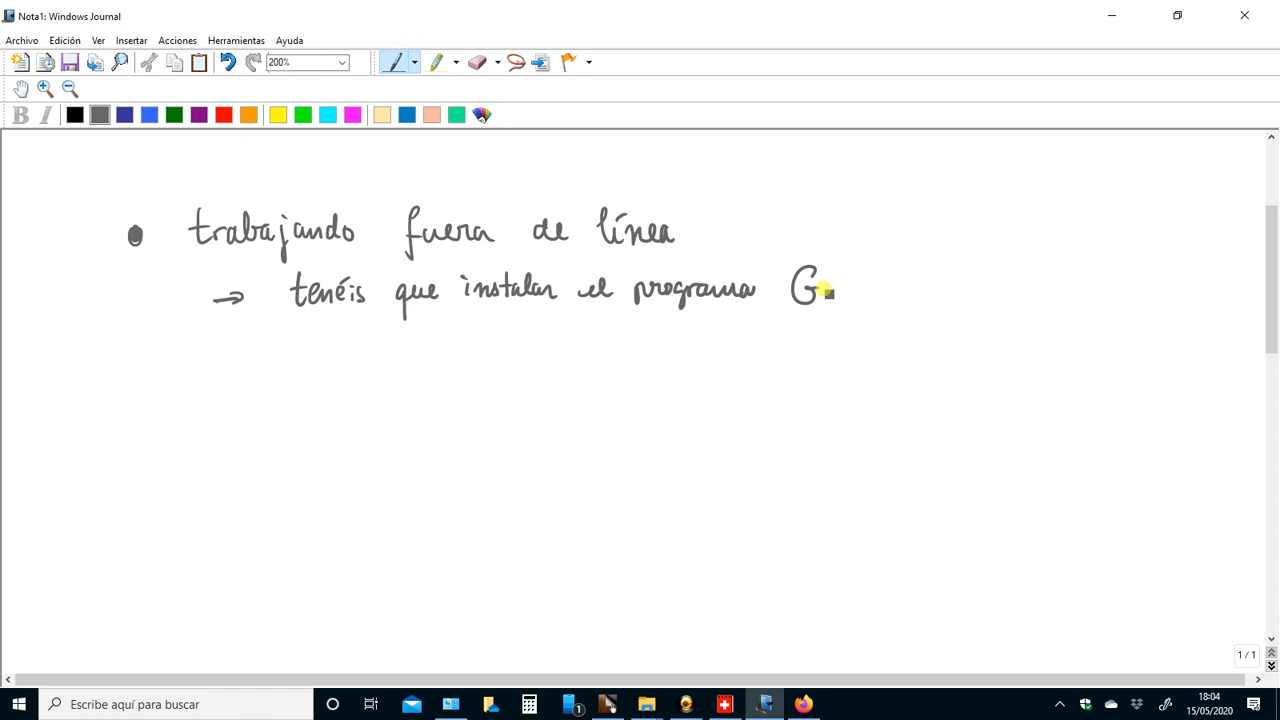 Nota1: Windows Journal
Archivo Edición Ver Insertar Acciones Herramientas Ayuda
200%
B I
• trabajando fuera de línea
→ tenéis que instalar el programa G
1 / 1
Escribe aquí para buscar
1
18:04
15/05/2020